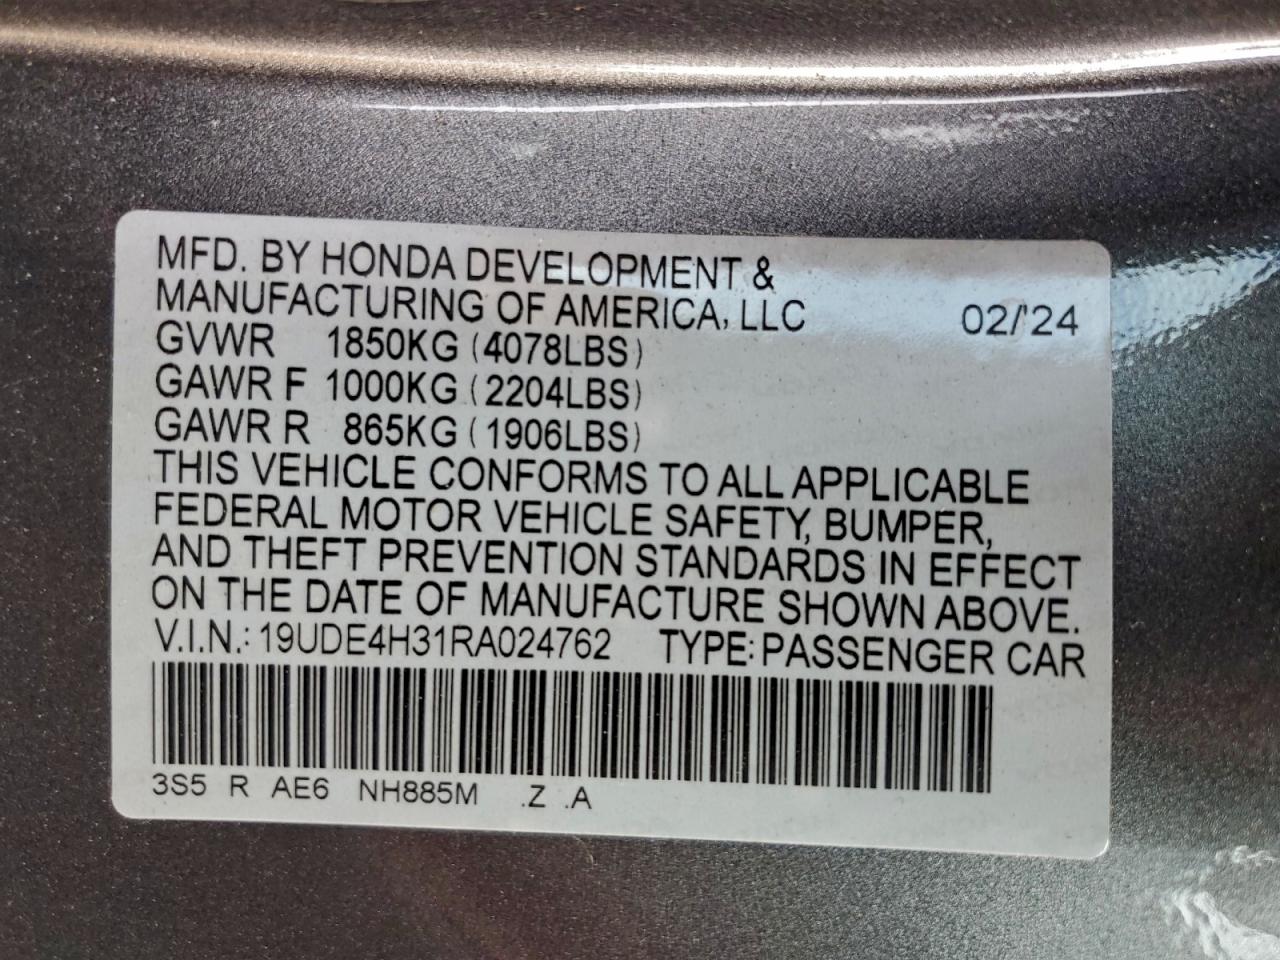 MFD. BY HONDA DEVELOPMENT &
MANUFACTURING OF AMERICA, LLC 02/'24
GVWR 1850KG (4078LBS)
GAWR F 1000KG (2204LBS)
GAWR R 865KG (1906LBS)
THIS VEHICLE CONFORMS TO ALL APPLICABLE
FEDERAL MOTOR VEHICLE SAFETY, BUMPER,
AND THEFT PREVENTION STANDARDS IN EFFECT
ON THE DATE OF MANUFACTURE SHOWN ABOVE.
V.I.N.: 19UDE4H31RA024762 TYPE: PASSENGER CAR
3S5 R AE6 NH885M .Z .A